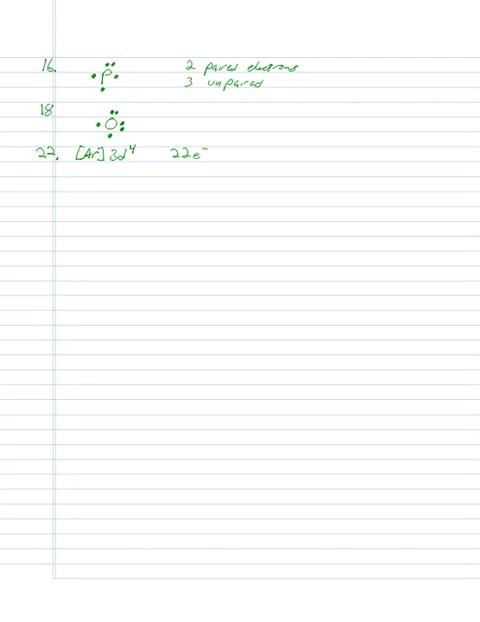 16. P 2 paired electrons
3 unpaired
18 O
22. [Ar] 3d⁴ 22e⁻